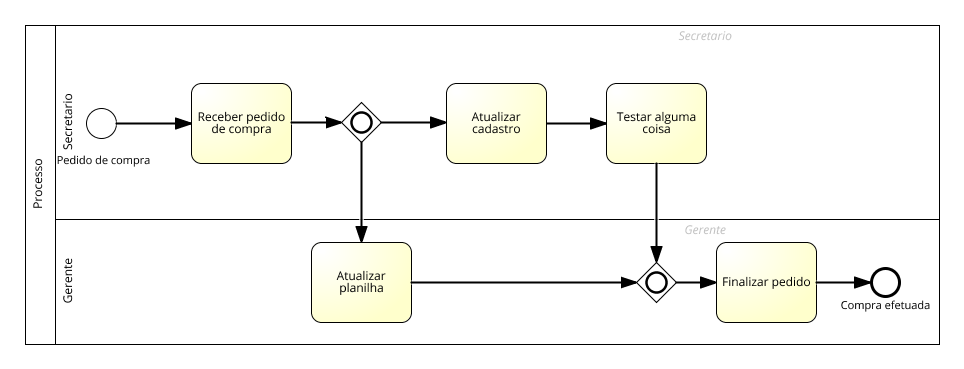 Processo
Secretario
Secretario
Pedido de compra
Receber pedido
de compra
Atualizar
cadastro
Testar alguma
coisa
Gerente
Gerente
Atualizar
planilha
Finalizar pedido
Compra efetuada